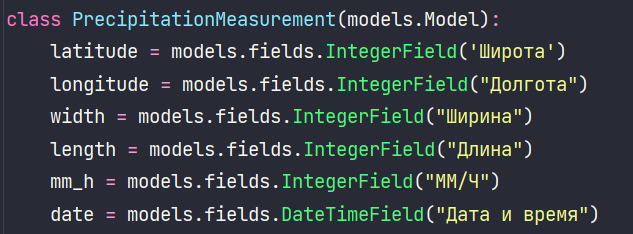 class PrecipitationMeasurement(models.Model):
    latitude = models.fields.IntegerField('Широта')
    longitude = models.fields.IntegerField("Долгота")
    width = models.fields.IntegerField("Ширина")
    length = models.fields.IntegerField("Длина")
    mm_h = models.fields.IntegerField("ММ/Ч")
    date = models.fields.DateTimeField("Дата и время")